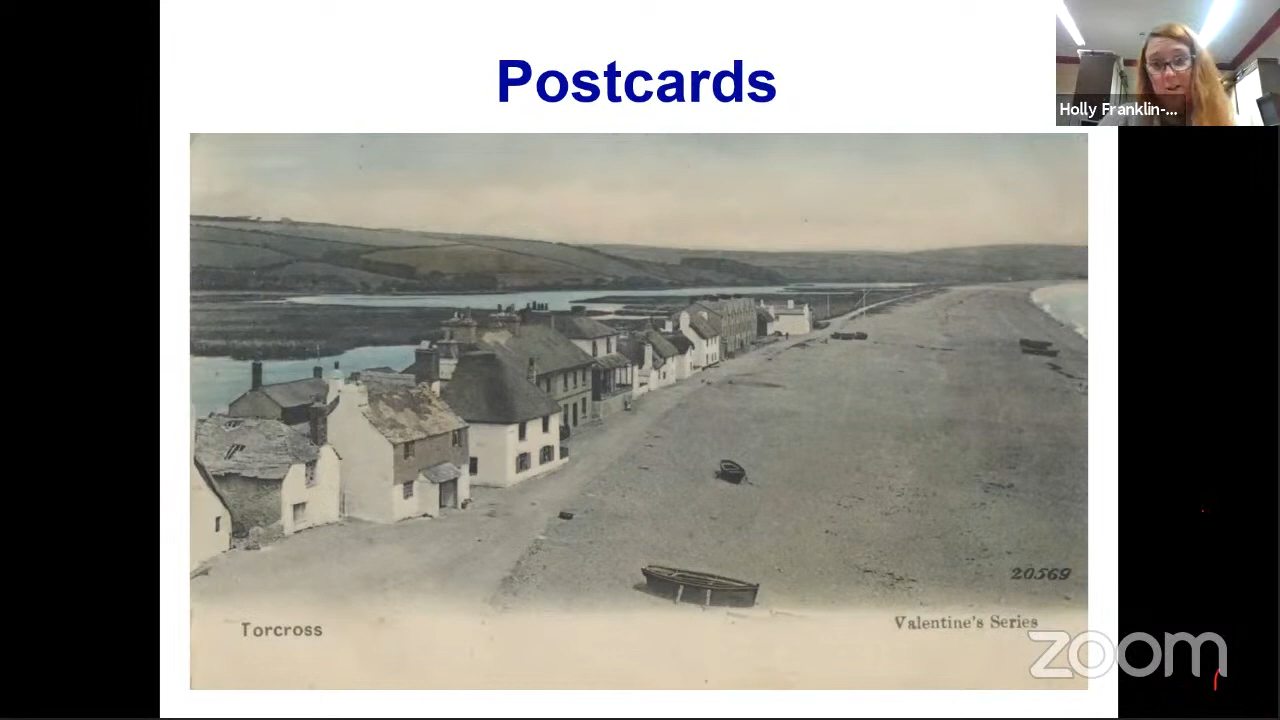 Postcards
Holly Franklin-...
20569
Torcross
Valentine's Series
zoom